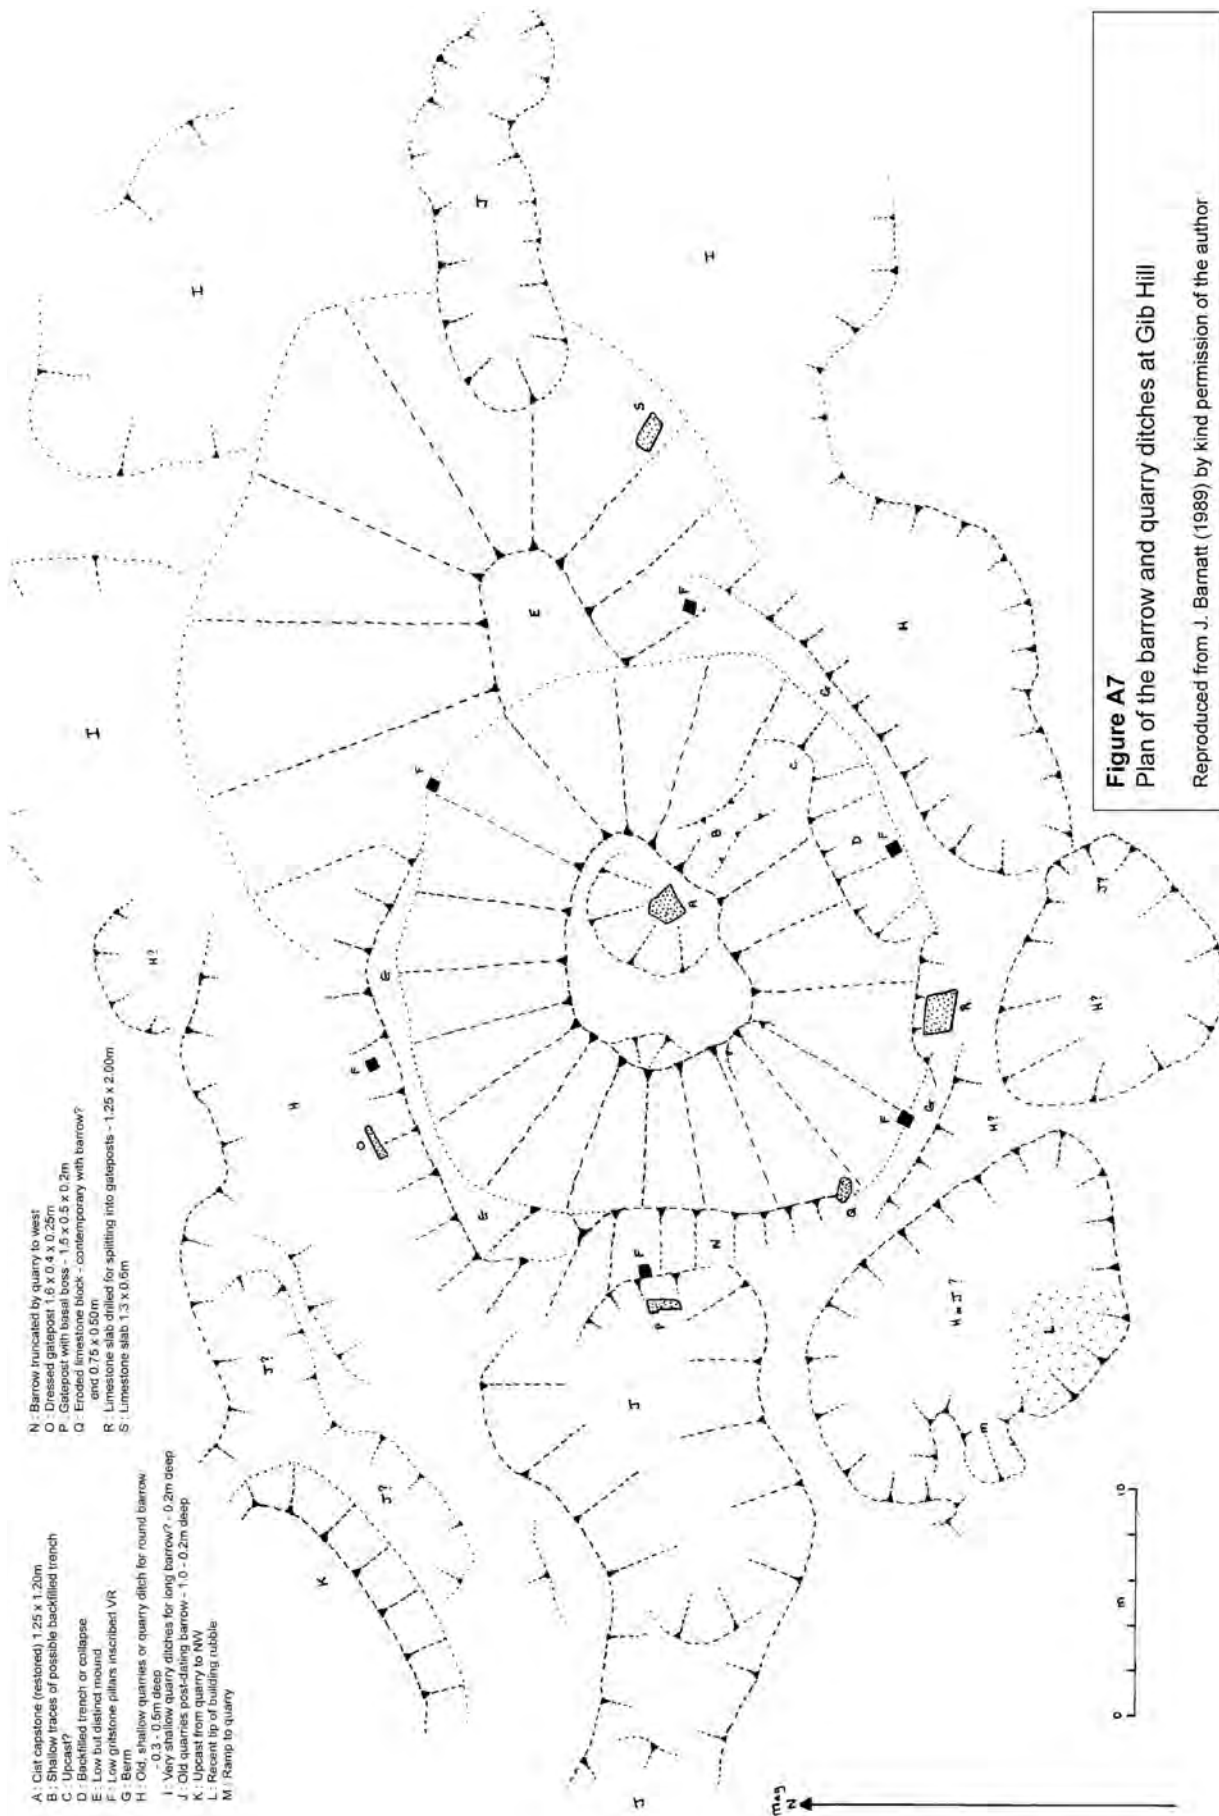 A : Cist capstone (restored) 1.25 x 1.20m
B : Shallow traces of possible backfilled trench
C : Upcast?
D : Backfilled trench or collapse
E : Low but distinct mound
F : Low gritstone pillars inscribed VR
G : Berm
H : Old, shallow quarries or quarry ditch for round barrow
- 0.3 - 0.5m deep
I : Very shallow quarry ditches for long barrow? - 0.2m deep
J : Old quarries post-dating barrow - 1.0 - 0.2m deep
K : Upcast from quarry to NW
L : Recent tip of building rubble
M : Ramp to quarry
N : Barrow truncated by quarry to west
O : Dressed gatepost 1.6 x 0.4 x 0.25m
P : Gatepost with basal boss - 1.5 x 0.5 x 0.2m
Q : Eroded limestone block - contemporary with barrow?
end 0.75 x 0.50m
R : Limestone slab drilled for splitting into gateposts - 1.25 x 2.00m
S : Limestone slab 1.3 x 0.6m
I
I
I
I
J
H?
H
E
S
F
F
F
O
G
G
A
B
C
D
F
G
H
J?
J?
K
F
P
N
Q
F
G
R
H?
H?
J?
J
J
H=J?
L
m
0
m
10
mag
N
Figure A7
Plan of the barrow and quarry ditches at Gib Hill
Reproduced from J. Barnatt (1989) by kind permission of the author